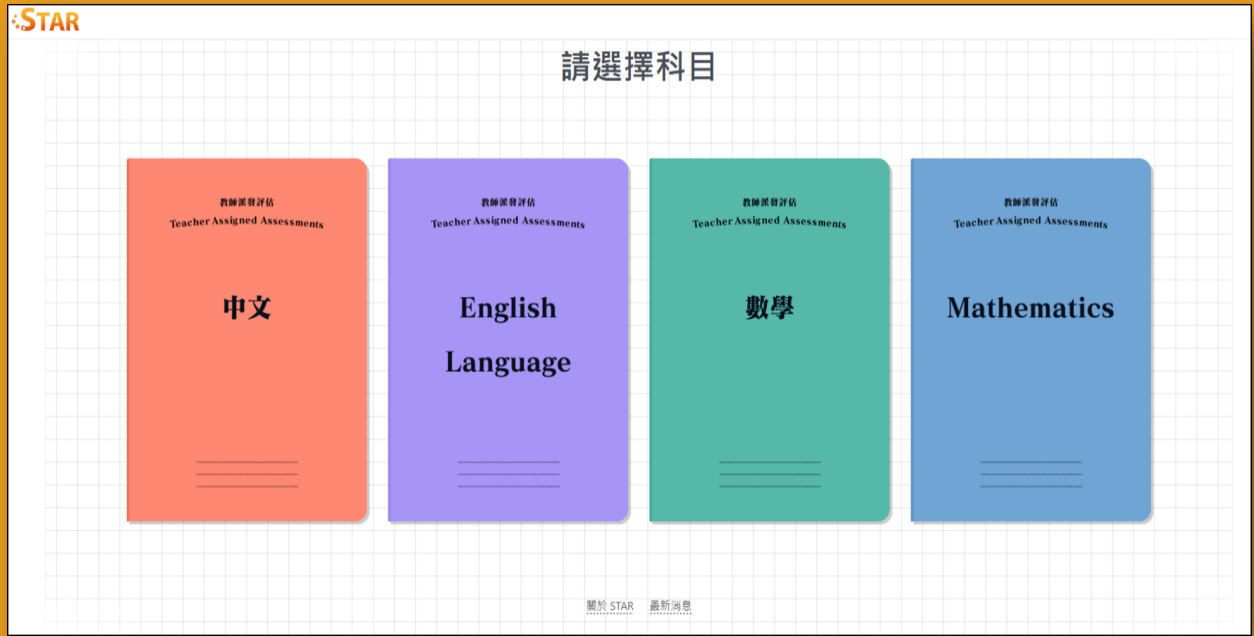 STAR
請選擇科目
教師派發評估
Teacher Assigned Assessments
中文
教師派發評估
Teacher Assigned Assessments
English
Language
教師派發評估
Teacher Assigned Assessments
數學
教師派發評估
Teacher Assigned Assessments
Mathematics
關於 STAR 最新消息